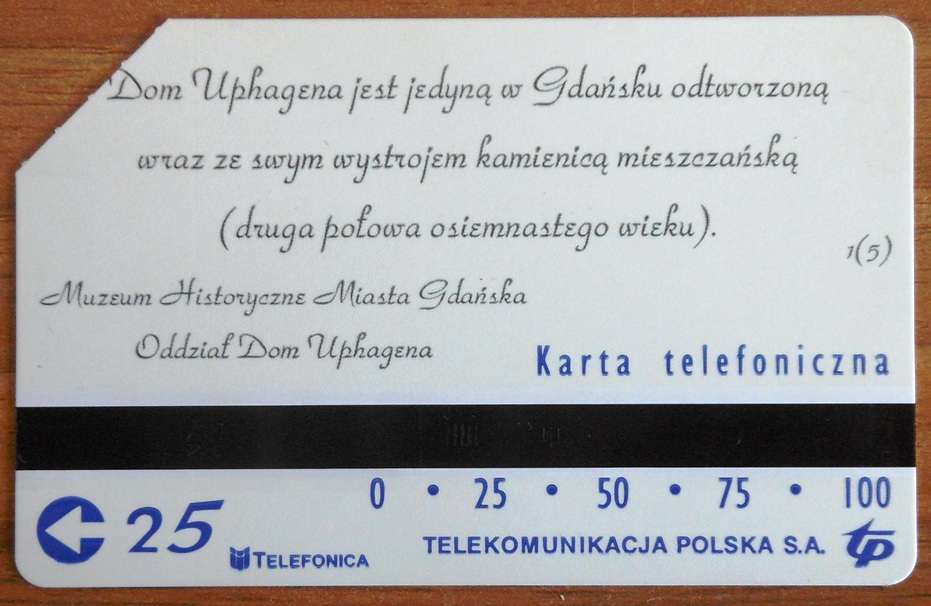 Dom Uphagena jest jedyną w Gdańsku odtworzoną
wraz ze swym wystrojem kamienicą mieszczańską
(druga połowa osiemnastego wieku).
1(5)
Muzeum Historyczne Miasta Gdańska
Oddział Dom Uphagena
Karta telefoniczna
0 • 25 • 50 • 75 • 100
25
TELEFONICA
TELEKOMUNIKACJA POLSKA S.A.
tp